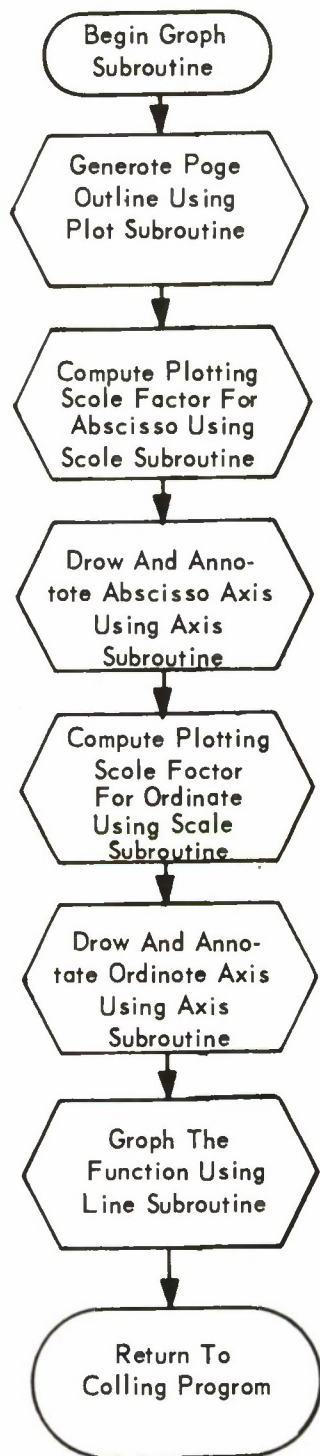 Begin Groph
Subroutine
Generate Poge
Outline Using
Plot Subroutine
Compute Plotting
Scole Factor For
Abscisso Using
Scole Subroutine
Drow And Anno-
tote Abscisso Axis
Using Axis
Subroutine
Compute Plotting
Scole Foctor
For Ordinate
Using Scale
Subroutine
Drow And Anno-
tate Ordinote Axis
Using Axis
Subroutine
Groph The
Function Using
Line Subroutine
Return To
Colling Progrom